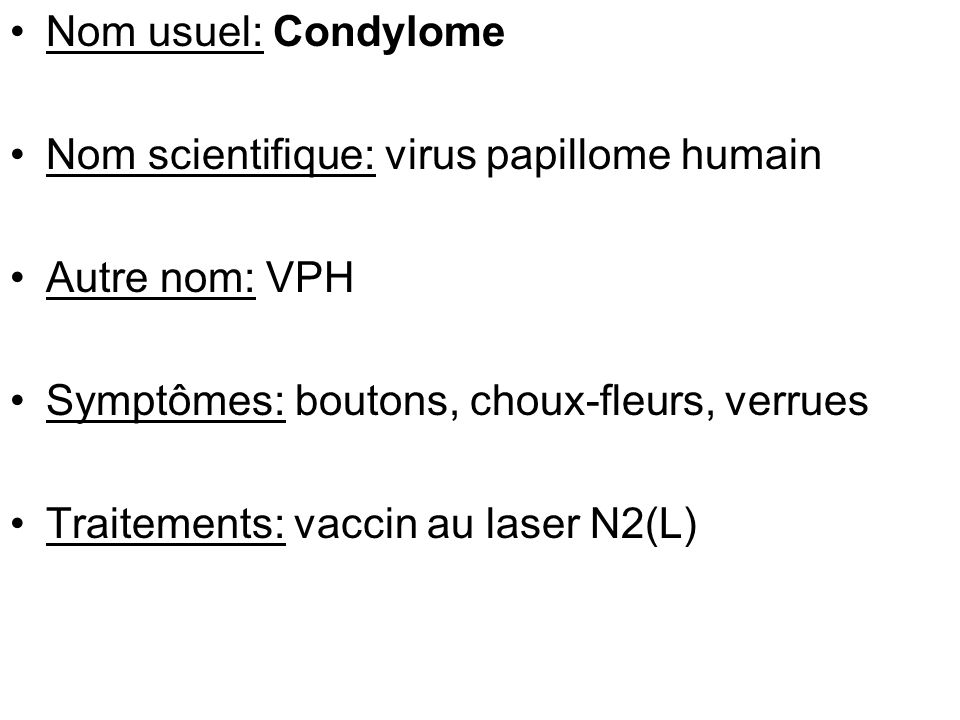 • Nom usuel: Condylome
• Nom scientifique: virus papillome humain
• Autre nom: VPH
• Symptômes: boutons, choux-fleurs, verrues
• Traitements: vaccin au laser N2(L)